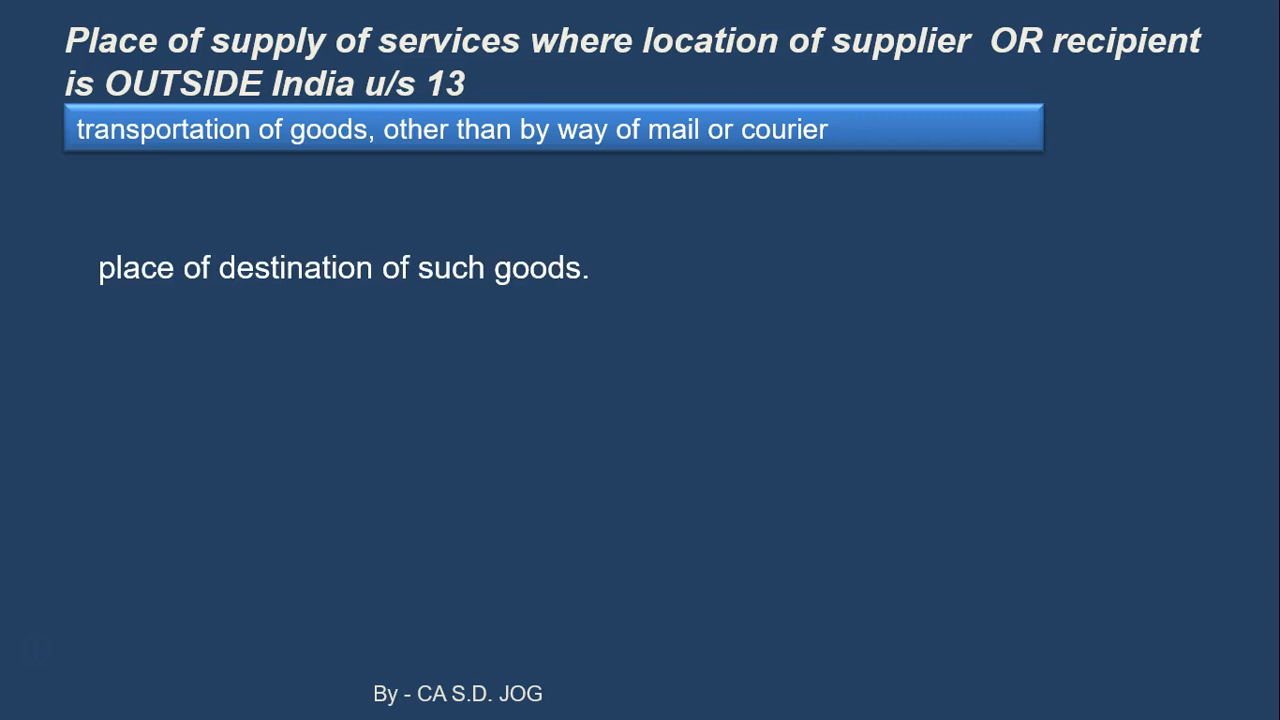 Place of supply of services where location of supplier OR recipient
is OUTSIDE India u/s 13
transportation of goods, other than by way of mail or courier
place of destination of such goods.
By - CA S.D. JOG